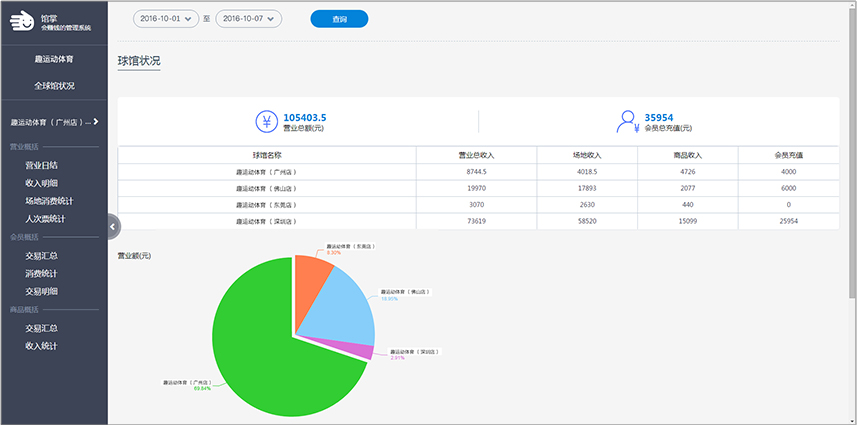 馆掌
会赚钱的管理系统
趣运动体育
全球馆状况
趣运动体育（广州店）...
营业概括
营业日结
收入明细
场地消费统计
人次票统计
会员概括
交易汇总
消费统计
交易明细
商品概括
交易汇总
收入统计
2016-10-01 至 2016-10-07 查询
球馆状况
105403.5
营业总额(元)
35954
会员总充值(元)
球馆名称 营业总收入 场地收入 商品收入 会员充值
趣运动体育（广州店） 8744.5 4018.5 4726 4000
趣运动体育（佛山店） 19970 17893 2077 6000
趣运动体育（东莞店） 3070 2630 440 0
趣运动体育（深圳店） 73619 58520 15099 25954
营业额(元)
趣运动体育（东莞店）
趣运动体育（佛山店）
18.95%
趣运动体育（深圳店）
2.91%
趣运动体育（广州店）
69.84%